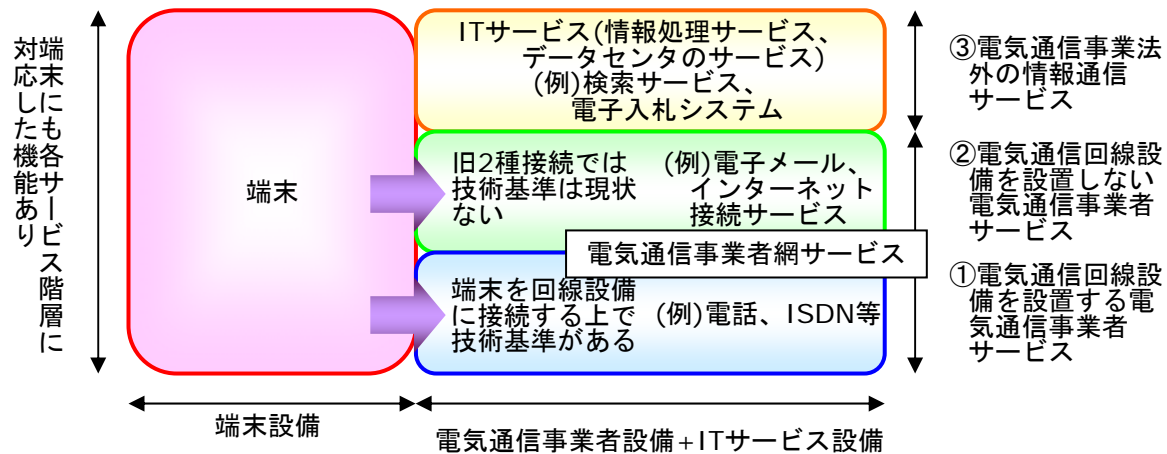 端末にも各サービス階層に
対応した機能あり
端末
ITサービス(情報処理サービス、
データセンタのサービス)
(例)検索サービス、
電子入札システム
旧2種接続では
技術基準は現状
ない
(例)電子メール、
インターネット
接続サービス
電気通信事業者網サービス
端末を回線設備
に接続する上で
技術基準がある
(例)電話、ISDN等
③電気通信事業法
外の情報通信
サービス
②電気通信回線設
備を設置しない
電気通信事業者
サービス
①電気通信回線設
備を設置する電
気通信事業者
サービス
端末設備
電気通信事業者設備+ITサービス設備